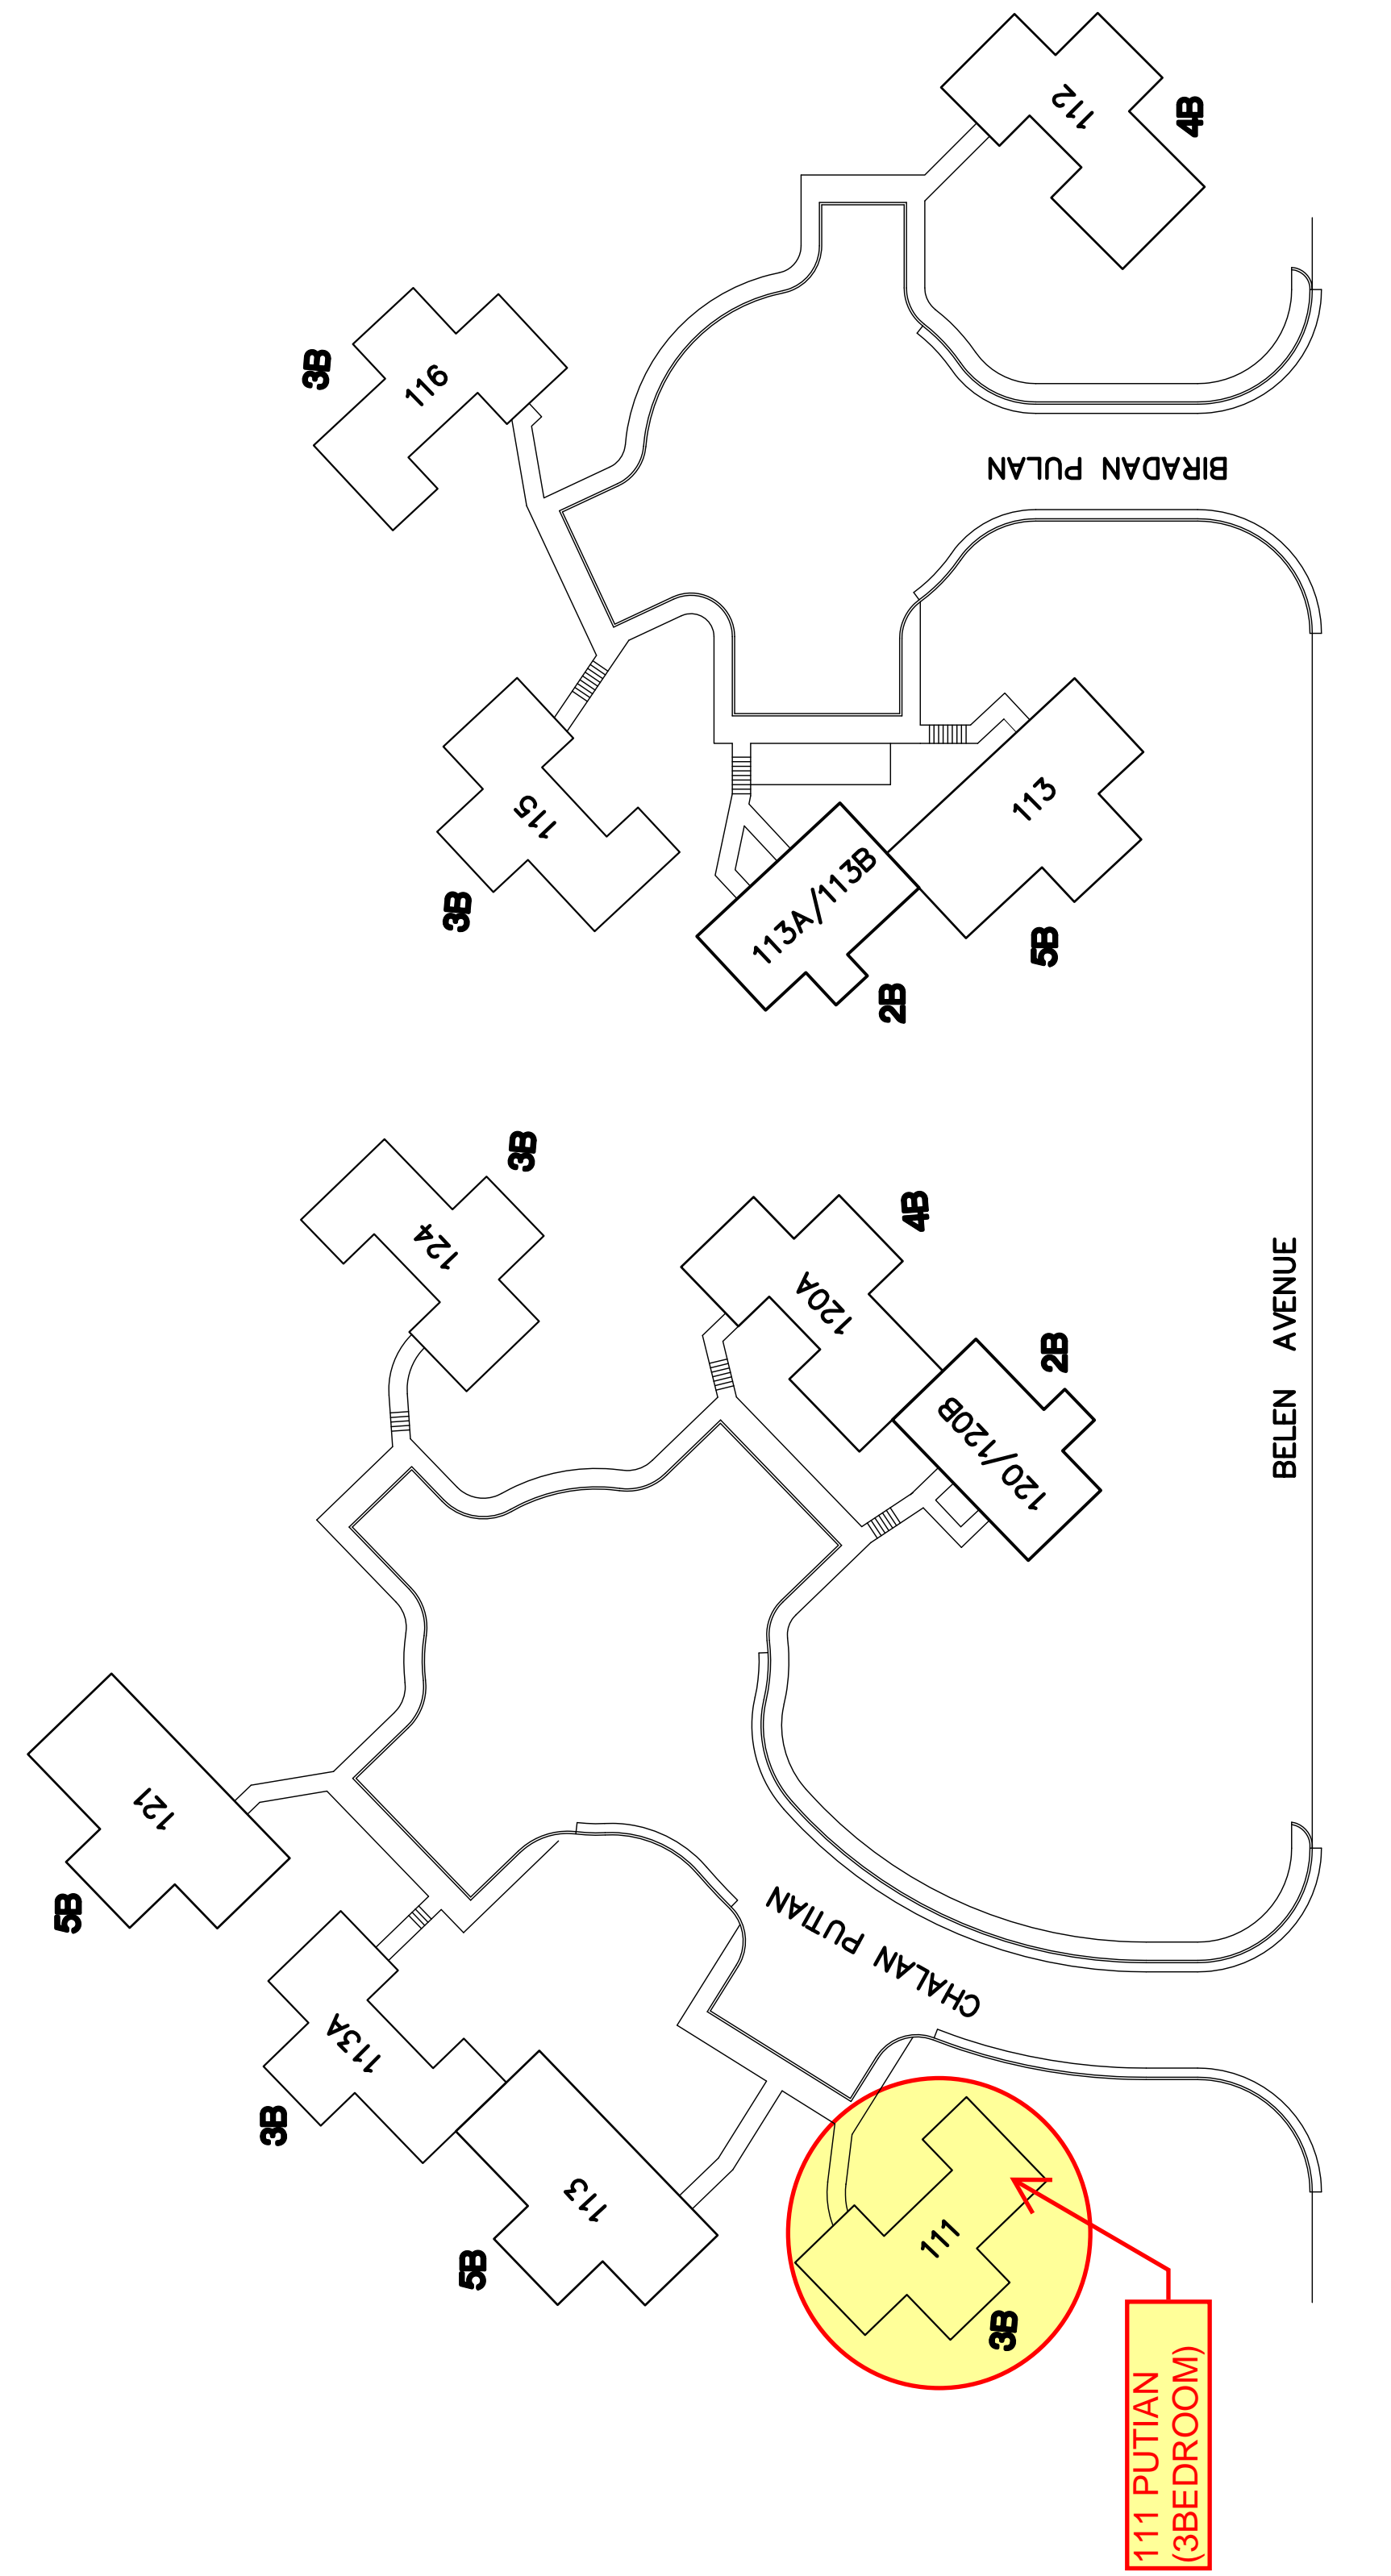 112
4B
116
3B
BIRADAN PULAN
115
3B
113
5B
113A/113B
2B
124
3B
120A
4B
120/120B
2B
BELEN AVENUE
121
5B
CHALAN PUTIAN
113A
3B
113
5B
111
3B
111 PUTIAN
(3BEDROOM)